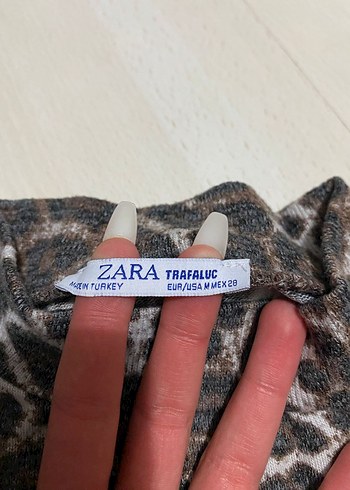 ZARA TRAFALUC
MADE IN TURKEY EUR/USA M MEX 28